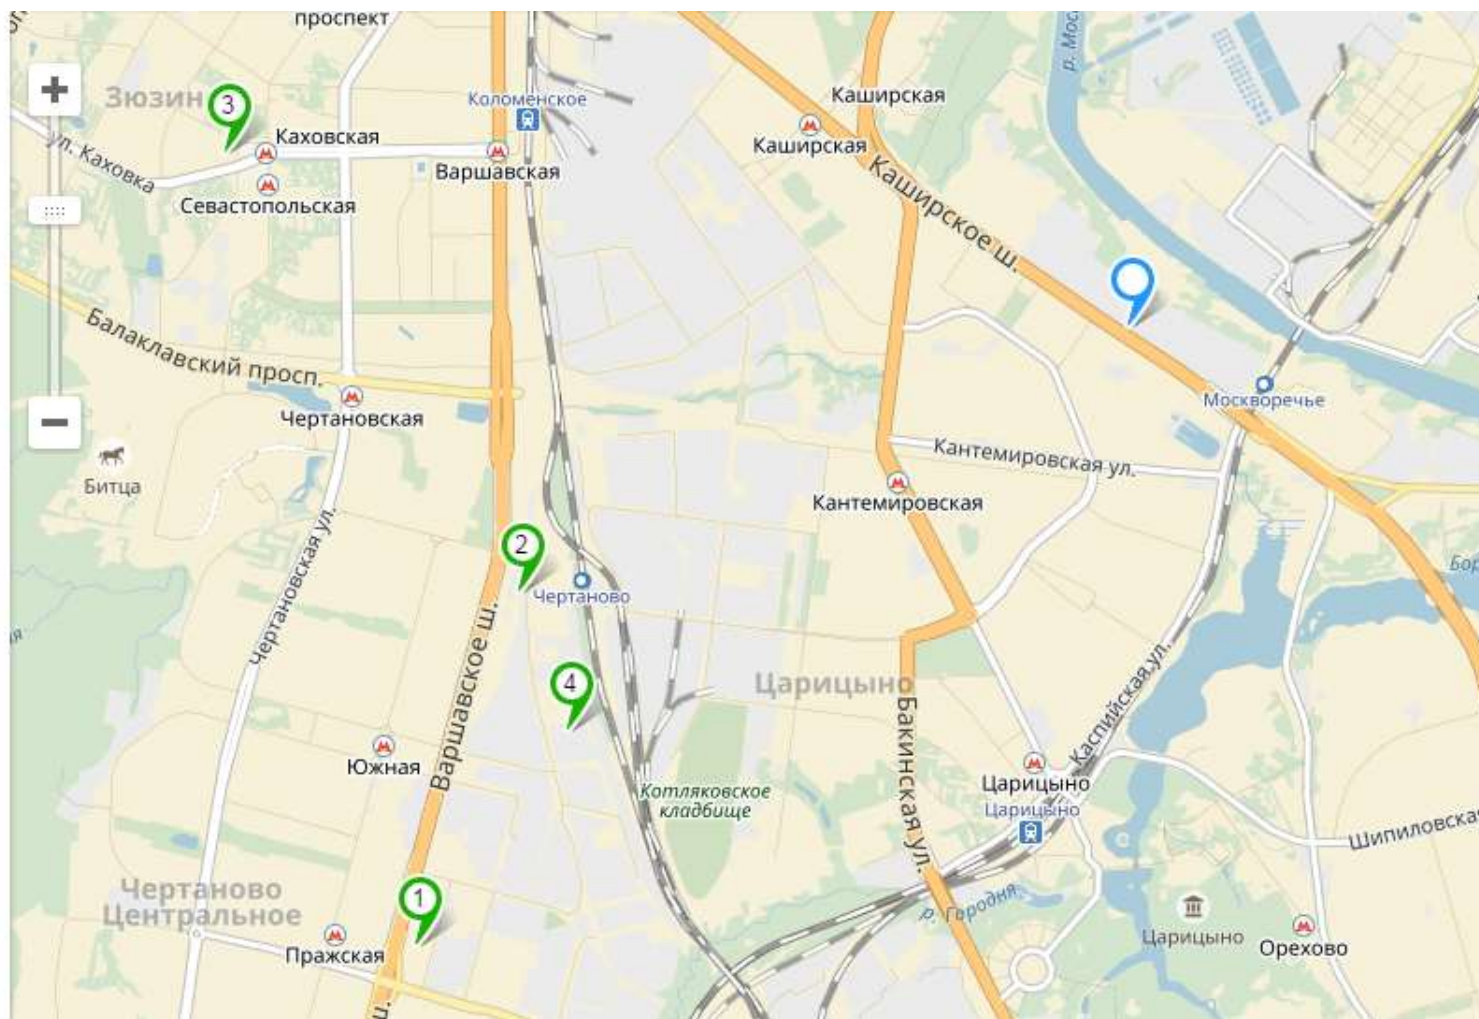 проспект
р. Мос
Зюзин
3
Коломенское
Каширская
Каховская
Каширская
ул. Каховка
Варшавская
Севастопольская
Каширское ш.
Балаклавский просп.
Москворечье
Чертановская
Кантемировская ул.
Битца
Кантемировская
2
Чертановская ул.
Чертаново
Бор
Варшавское ш.
4
Царицыно
Каспийская ул.
Бакинская ул.
Южная
Царицыно
Царицыно
Котляковское
кладбище
Шипиловская
Чертаново
Центральное
1
р. Городня
Пражская
Царицыно
Орехово
ш.